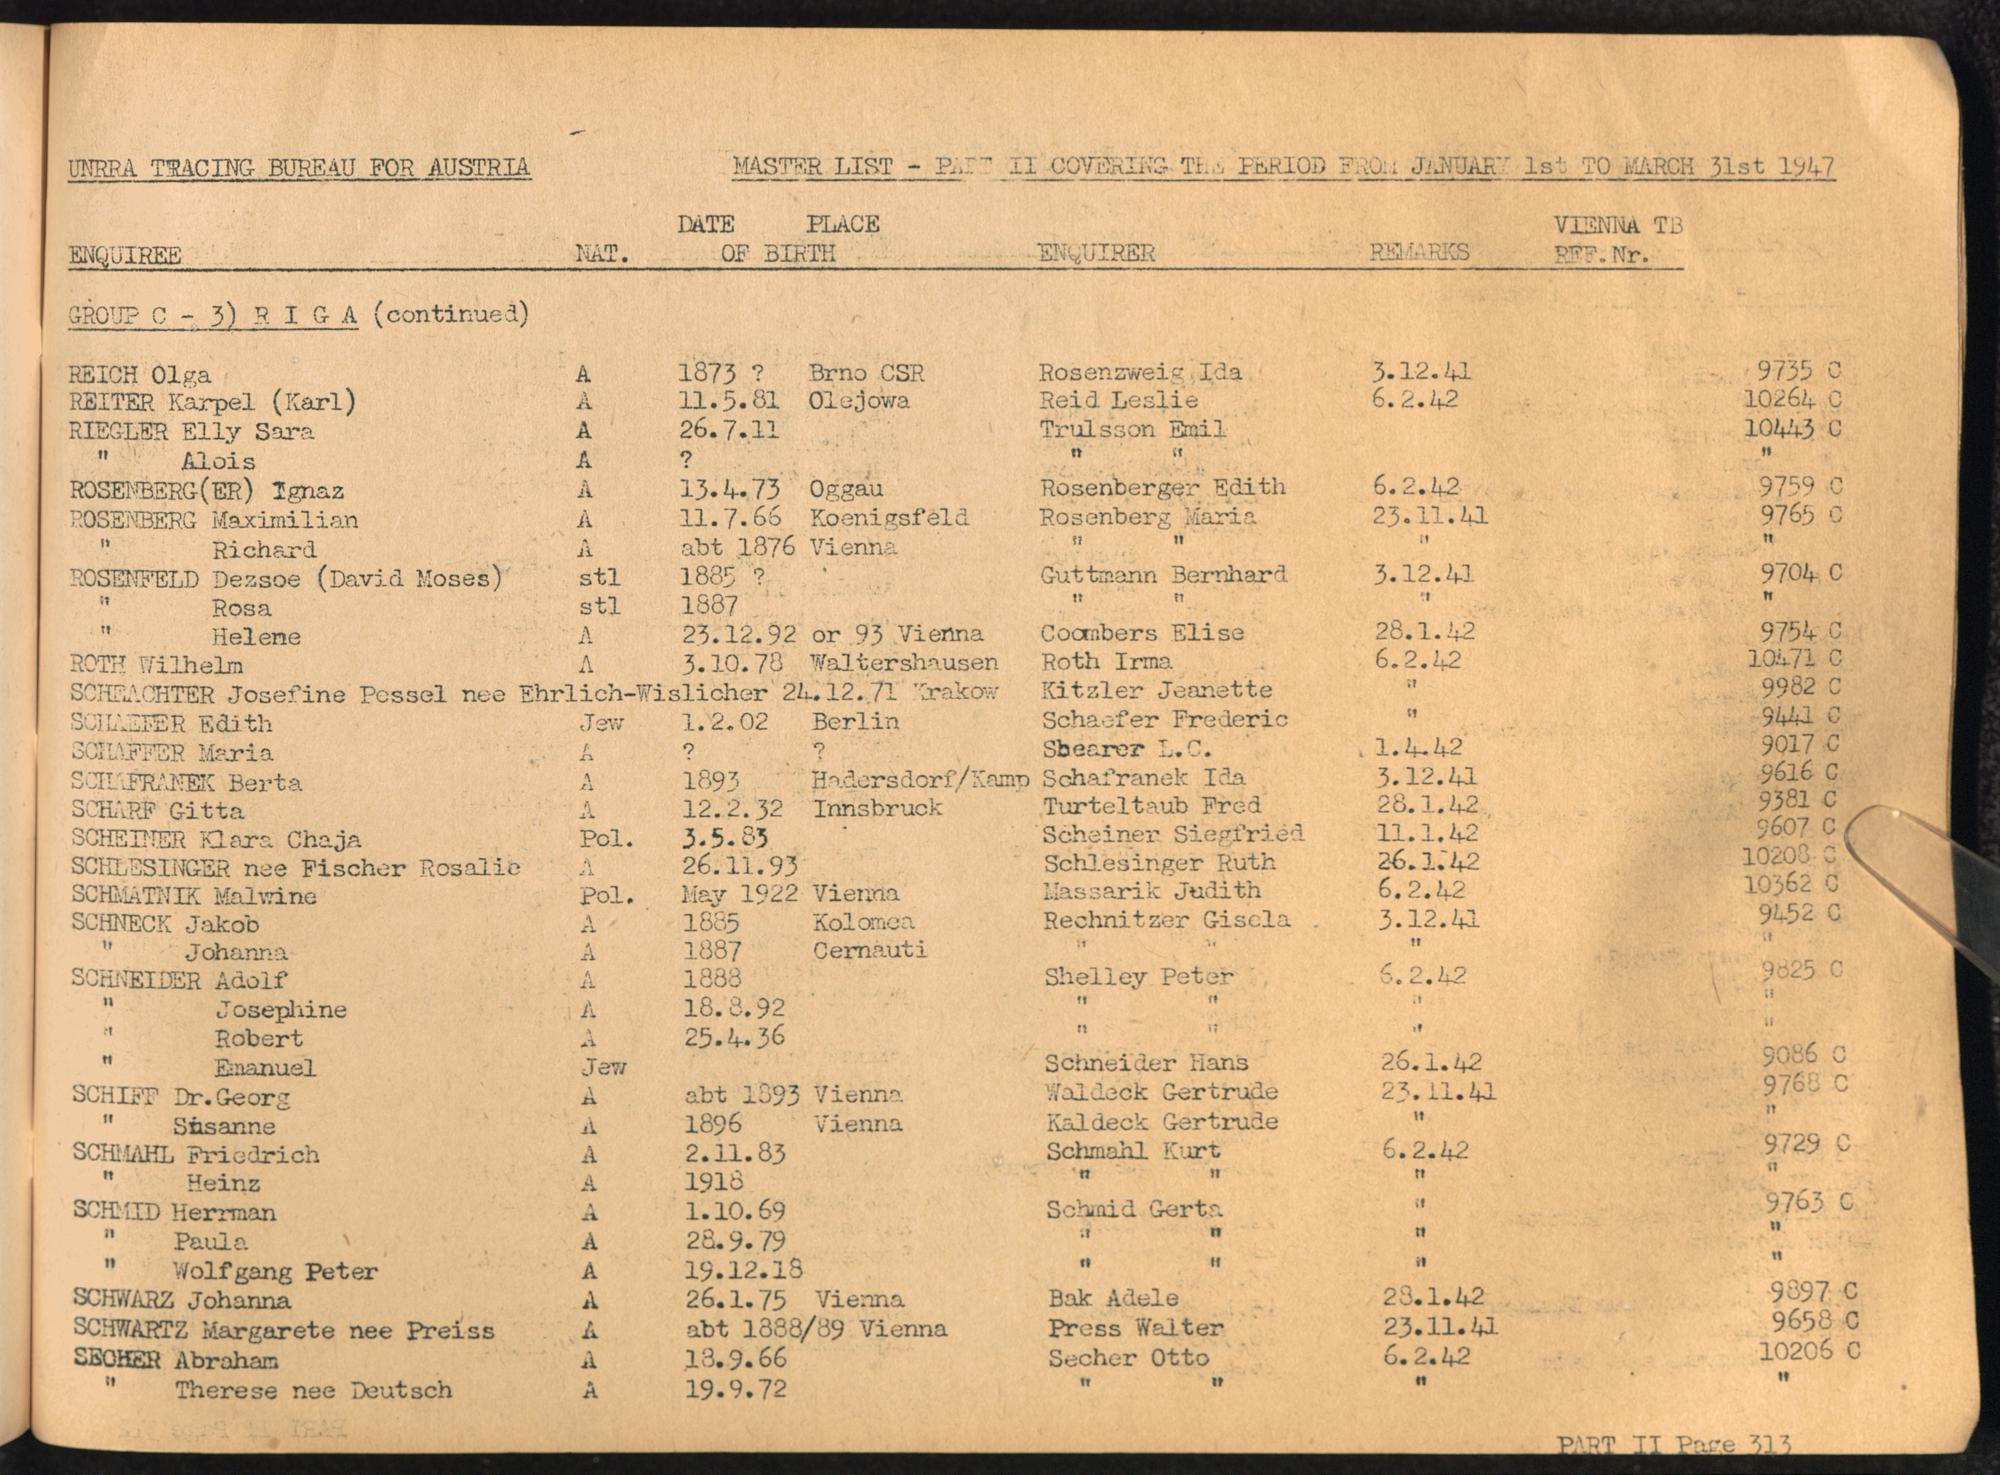 UNRRA TRACING BUREAU FOR AUSTRIA MASTER LIST - PART II COVERING THE PERIOD FROM JANUARY 1st TO MARCH 31st 1947
DATE PLACE VIENNA TB
ENQUIREE NAT. OF BIRTH ENQUIRER REMARKS REF.Nr.
GROUP C - 3) R I G A (continued)
REICH Olga A 1873 ? Brno CSR Rosenzweig Ida 3.12.41 9735 C
REITER Karpel (Karl) A 11.5.81 Olejowa Reid Leslie 6.2.42 10264 C
RIEGLER Elly Sara A 26.7.11 Trulsson Emil 10443 C
" Alois A ? " " "
ROSENBERG(ER) Ignaz A 13.4.73 Oggau Rosenberger Edith 6.2.42 9759 C
ROSENBERG Maximilian A 11.7.66 Koenigsfeld Rosenberg Maria 23.11.41 9765 C
" Richard A abt 1876 Vienna " " " "
ROSENFELD Dezsoe (David Moses) stl 1885 ? Guttmann Bernhard 3.12.41 9704 C
" Rosa stl 1887 " " " "
" Helene A 23.12.92 or 93 Vienna Coombers Elise 28.1.42 9754 C
ROTH Wilhelm A 3.10.78 Waltershausen Roth Irma 6.2.42 10471 C
SCHLACHTER Josefine Pessel nee Ehrlich-Wislicher 24.12.71 Krakow Kitzler Jeanette " 9982 C
SCHAEFER Edith Jew 1.2.02 Berlin Schaefer Frederic " 9441 C
SCHAFFER Maria A ? ? Shearer L.C. 1.4.42 9017 C
SCHAFRANEK Berta A 1893 Hadersdorf/Kamp Schafranek Ida 3.12.41 9616 C
SCHARF Gitta A 12.2.32 Innsbruck Turteltaub Fred 28.1.42 9381 C
SCHEINER Klara Chaja Pol. 3.5.83 Scheiner Siegfried 11.1.42 9607 C
SCHLESINGER nee Fischer Rosalie A 26.11.93 Schlesinger Ruth 26.1.42 10208 C
SCHMATNIK Malwine Pol. May 1922 Vienna Massarik Judith 6.2.42 10362 C
SCHNECK Jakob A 1885 Kolomea Rechnitzer Gisela 3.12.41 9452 C
" Johanna A 1887 Cernauti " " " "
SCHNEIDER Adolf A 1888 Shelley Peter 6.2.42 9825 C
" Josephine A 18.8.92 " " " "
" Robert A 25.4.36 " " " "
" Emanuel Jew Schneider Hans 26.1.42 9086 C
SCHIFF Dr.Georg A abt 1893 Vienna Waldeck Gertrude 23.11.41 9768 C
" Susanne A 1896 Vienna Kaldeck Gertrude " "
SCHMAHL Friedrich A 2.11.83 Schmahl Kurt 6.2.42 9729 C
" Heinz A 1918 " " " "
SCHMID Herrman A 1.10.69 Schmid Gerta " 9763 C
" Paula A 28.9.79 " " " "
" Wolfgang Peter A 19.12.18 " " " "
SCHWARZ Johanna A 26.1.75 Vienna Bak Adele 28.1.42 9897 C
SCHWARTZ Margarete nee Preiss A abt 1888/89 Vienna Press Walter 23.11.41 9658 C
SECHER Abraham A 18.9.66 Secher Otto 6.2.42 10206 C
" Therese nee Deutsch A 19.9.72 " " " "
PART II Page 313